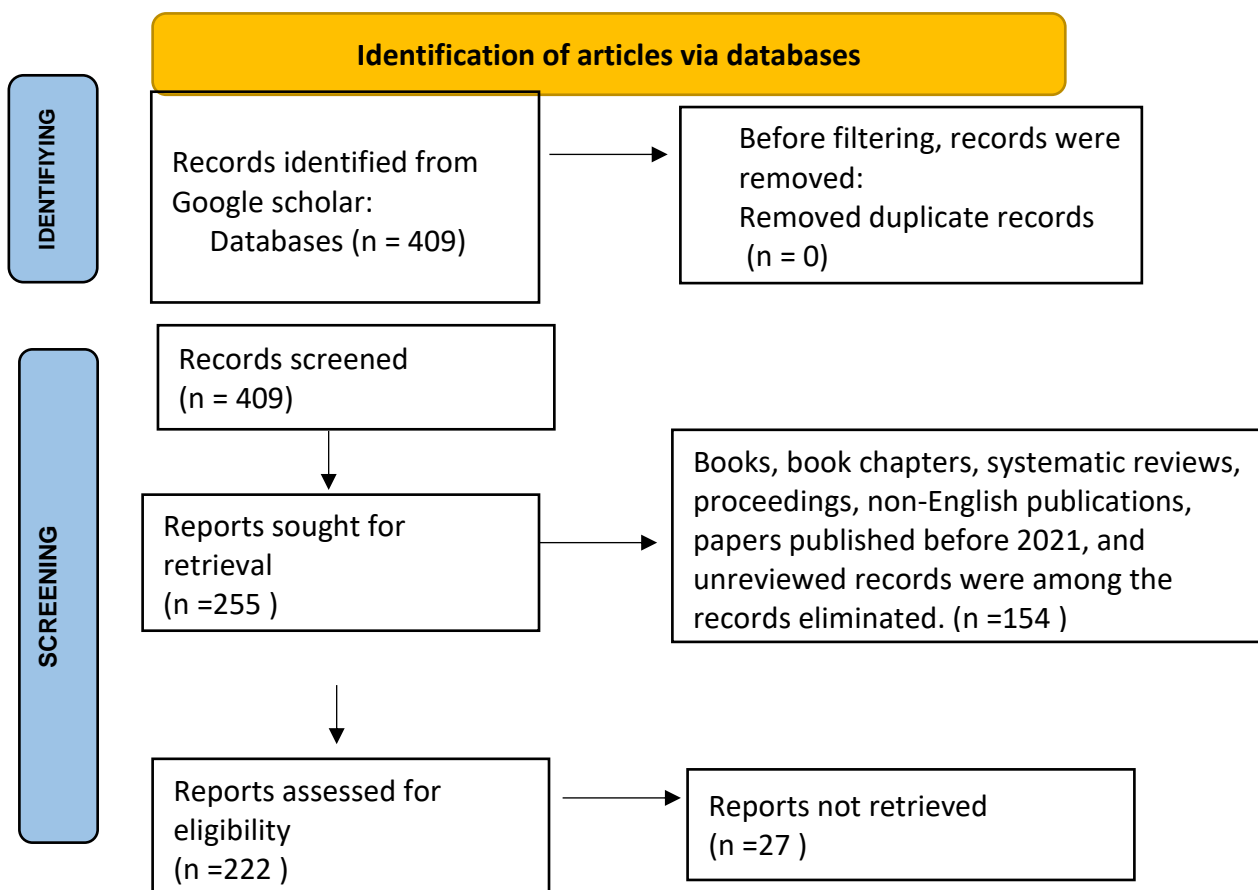 Identification of articles via databases
IDENTIFIYING
Records identified from
Google scholar:
Databases (n = 409)
Before filtering, records were
removed:
Removed duplicate records
(n = 0)
SCREENING
Records screened
(n = 409)
Reports sought for
retrieval
(n =255 )
Books, book chapters, systematic reviews,
proceedings, non-English publications,
papers published before 2021, and
unreviewed records were among the
records eliminated. (n =154 )
Reports assessed for
eligibility
(n =222 )
Reports not retrieved
(n =27 )